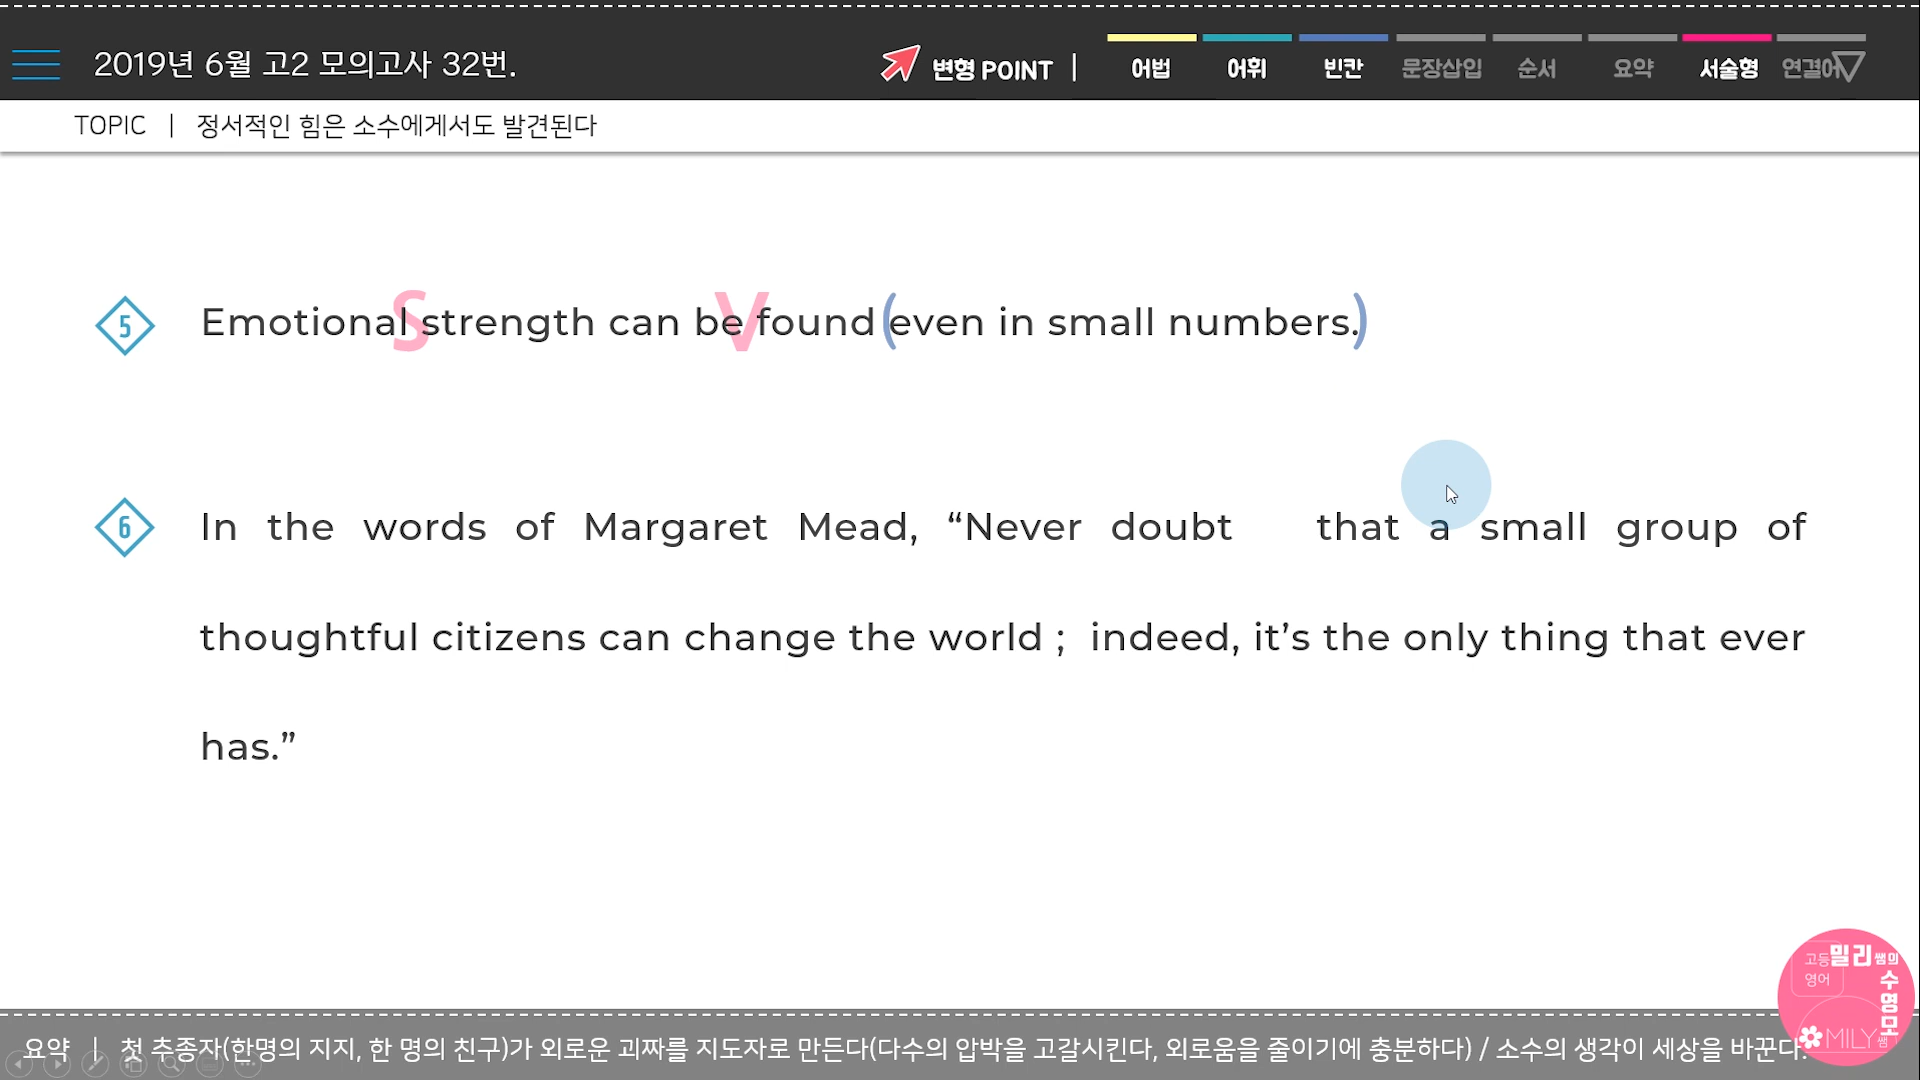 2019년 6월 고2 모의고사 32번.
변형 POINT | 어법 어휘 빈칸 문장삽입 순서 요약 서술형 연결어
TOPIC | 정서적인 힘은 소수에게서도 발견된다
S V
5 Emotional strength can be found (even in small numbers.)
6 In the words of Margaret Mead, “Never doubt that a small group of
thoughtful citizens can change the world ; indeed, it’s the only thing that ever
has.”
고등 영어 밀리쌤의 수영모
MILY쌤
요약 | 첫 추종자(한명의 지지, 한 명의 친구)가 외로운 괴짜를 지도자로 만든다(다수의 압박을 고갈시킨다, 외로움을 줄이기에 충분하다) / 소수의 생각이 세상을 바꾼다.